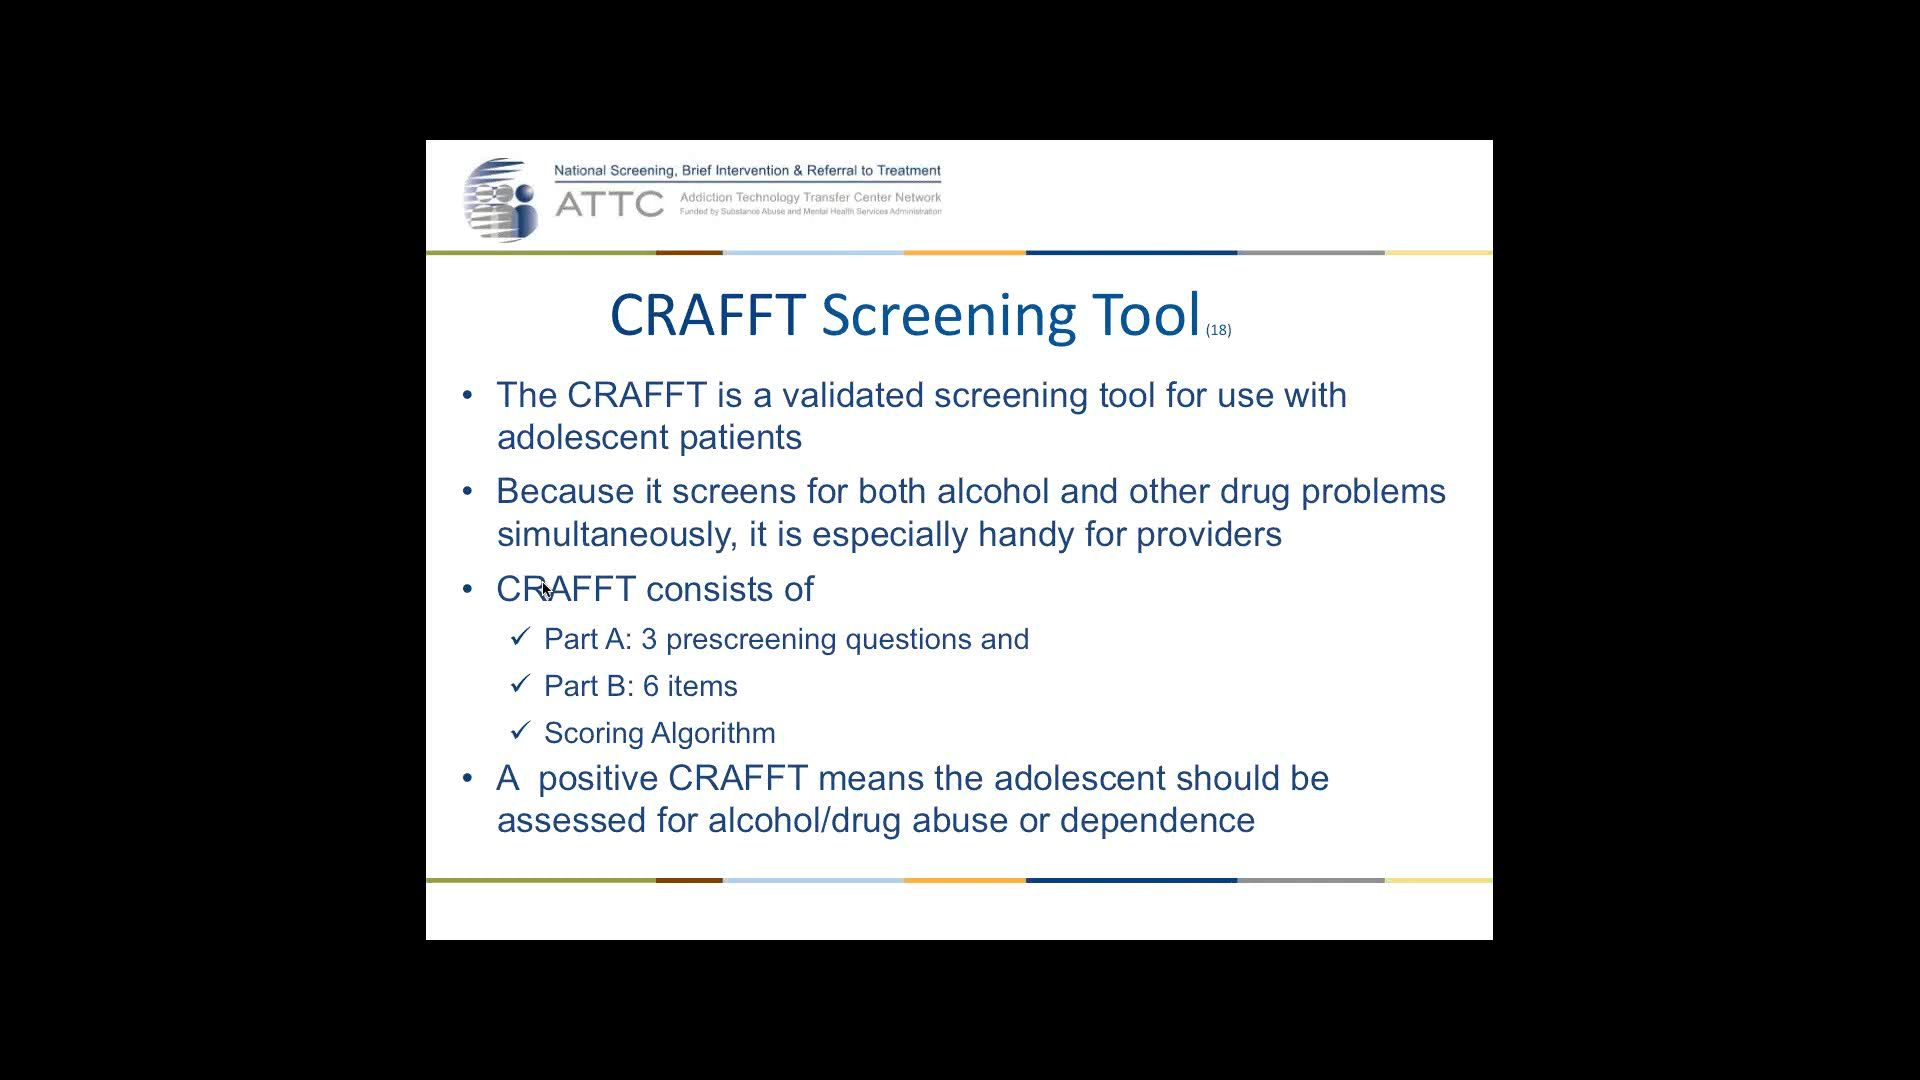 National Screening, Brief Intervention & Referral to Treatment
ATTC Addiction Technology Transfer Center Network
Funded by Substance Abuse and Mental Health Services Administration
CRAFFT Screening Tool (18)
• The CRAFFT is a validated screening tool for use with
adolescent patients
• Because it screens for both alcohol and other drug problems
simultaneously, it is especially handy for providers
• CRAFFT consists of
✓ Part A: 3 prescreening questions and
✓ Part B: 6 items
✓ Scoring Algorithm
• A positive CRAFFT means the adolescent should be
assessed for alcohol/drug abuse or dependence